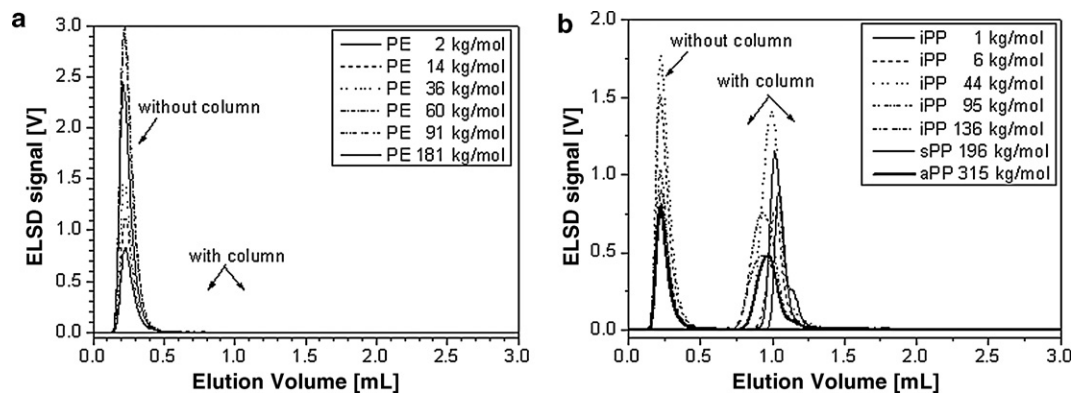 a
ELSD signal [V]
3.0
2.5
2.0
1.5
1.0
0.5
0.0
0.0 0.5 1.0 1.5 2.0 2.5 3.0
Elution Volume [mL]
without column
with column
PE 2 kg/mol
PE 14 kg/mol
PE 36 kg/mol
PE 60 kg/mol
PE 91 kg/mol
PE 181 kg/mol
b
ELSD signal [V]
2.0
1.5
1.0
0.5
0.0
0.0 0.5 1.0 1.5 2.0 2.5 3.0
Elution Volume [mL]
without column
with column
iPP 1 kg/mol
iPP 6 kg/mol
iPP 44 kg/mol
iPP 95 kg/mol
iPP 136 kg/mol
sPP 196 kg/mol
aPP 315 kg/mol